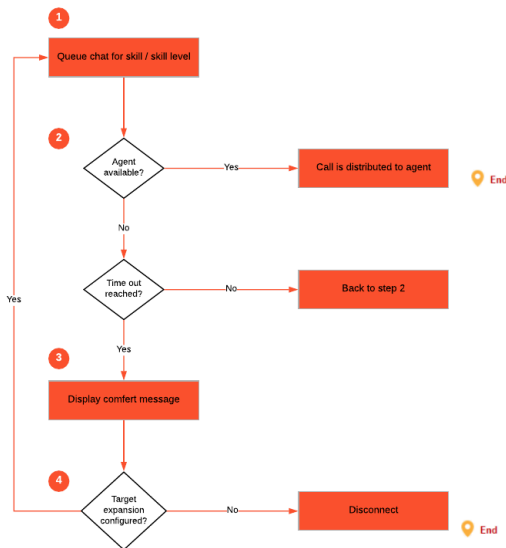 1
Queue chat for skill / skill level
2
Agent
available?
Yes
Call is distributed to agent
End
No
Time out
reached?
No
Back to step 2
Yes
Yes
3
Display comfert message
4
Target
expansion
configured?
No
Disconnect
End